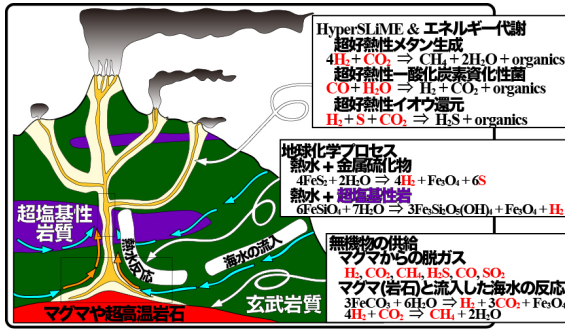 HyperSLiME & エネルギー代謝
超好熱性メタン生成
4H₂ + CO₂ ⇒ CH₄ + 2H₂O + organics
超好熱性一酸化炭素資化性菌
CO + H₂O ⇒ H₂ + CO₂ + organics
超好熱性イオウ還元
H₂ + S + CO₂ ⇒ H₂S + organics
地球化学プロセス
熱水 + 金属硫化物
4FeS₂ + 2H₂O ⇒ 4H₂ + Fe₃O₄ + 6S
熱水 + 超塩基性岩
6FeSiO₄ + 7H₂O ⇒ 3Fe₃Si₂O₅(OH)₄ + Fe₃O₄ + H₂
無機物の供給
マグマからの脱ガス
H₂, CO₂, CH₄, H₂S, CO, SO₂
マグマ(岩石)と流入した海水の反応
3FeCO₃ + 6H₂O ⇒ H₂ + 3CO₂ + Fe₃O₄
4H₂ + CO₂ ⇒ CH₄ + 2H₂O
超塩基性
岩質
熱水反応
海水の流入
玄武岩質
マグマや超高温岩石